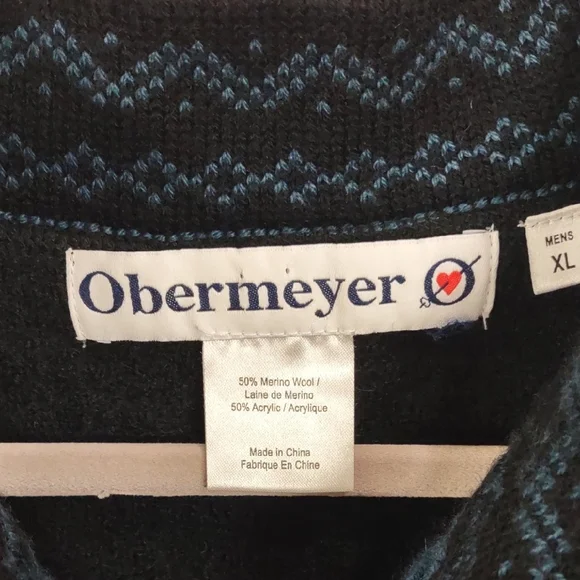 Obermeyer
MENS
XL
50% Merino Wool /
Laine de Merino
50% Acrylic / Acrylique
Made in China
Fabrique En Chine